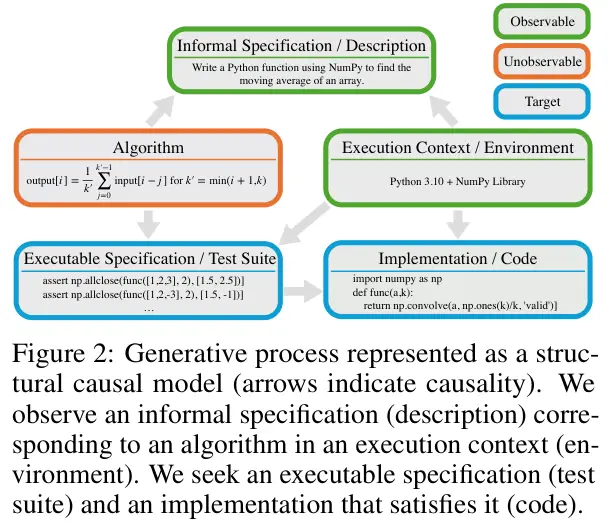 Observable
Unobservable
Target
Informal Specification / Description
Write a Python function using NumPy to find the
moving average of an array.
Algorithm
output[i] = 1/k′ ∑_{j=0}^{k′−1} input[i − j] for k′ = min(i + 1,k)
Execution Context / Environment
Python 3.10 + NumPy Library
Executable Specification / Test Suite
assert np.allclose(func([1,2,3], 2), [1.5, 2.5])]
assert np.allclose(func([1,2,-3], 2), [1.5, -1])]
…
Implementation / Code
import numpy as np
def func(a,k):
return np.convolve(a, np.ones(k)/k, 'valid')]
Figure 2: Generative process represented as a struc-
tural causal model (arrows indicate causality). We
observe an informal specification (description) corre-
sponding to an algorithm in an execution context (en-
vironment). We seek an executable specification (test
suite) and an implementation that satisfies it (code).